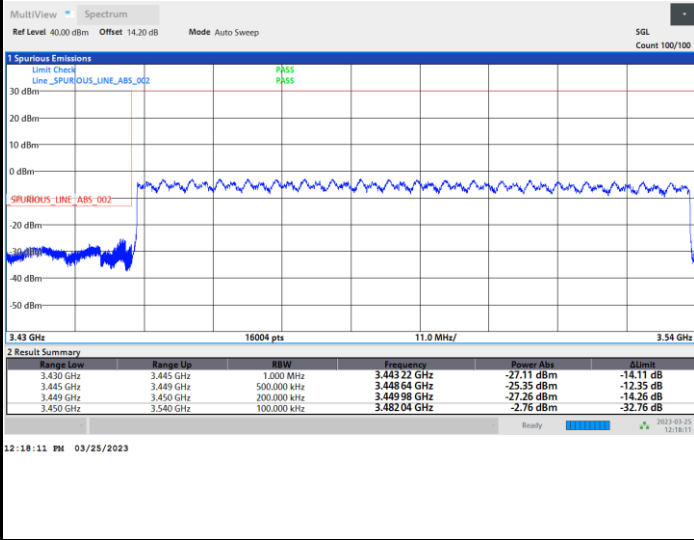 MultiView Spectrum
Ref Level 40.00 dBm Offset 14.20 dB Mode Auto Sweep SGL
Count 100/100
1 Spurious Emissions
Limit Check PASS
Line _SPURIOUS_LINE_ABS_002 PASS
30 dBm
20 dBm
10 dBm
0 dBm
_SPURIOUS_LINE_ABS_002
-20 dBm
-30 dBm
-40 dBm
-50 dBm
3.43 GHz 16004 pts 11.0 MHz/ 3.54 GHz
2 Result Summary
Range Low Range Up RBW Frequency Power Abs ΔLimit
3.430 GHz 3.445 GHz 1.000 MHz 3.443 22 GHz -27.11 dBm -14.11 dB
3.445 GHz 3.449 GHz 500.000 kHz 3.448 64 GHz -25.35 dBm -12.35 dB
3.449 GHz 3.450 GHz 200.000 kHz 3.449 98 GHz -27.26 dBm -14.26 dB
3.450 GHz 3.540 GHz 100.000 kHz 3.482 04 GHz -2.76 dBm -32.76 dB
Ready 2023-03-25
12:18:11
12:18:11 PM 03/25/2023